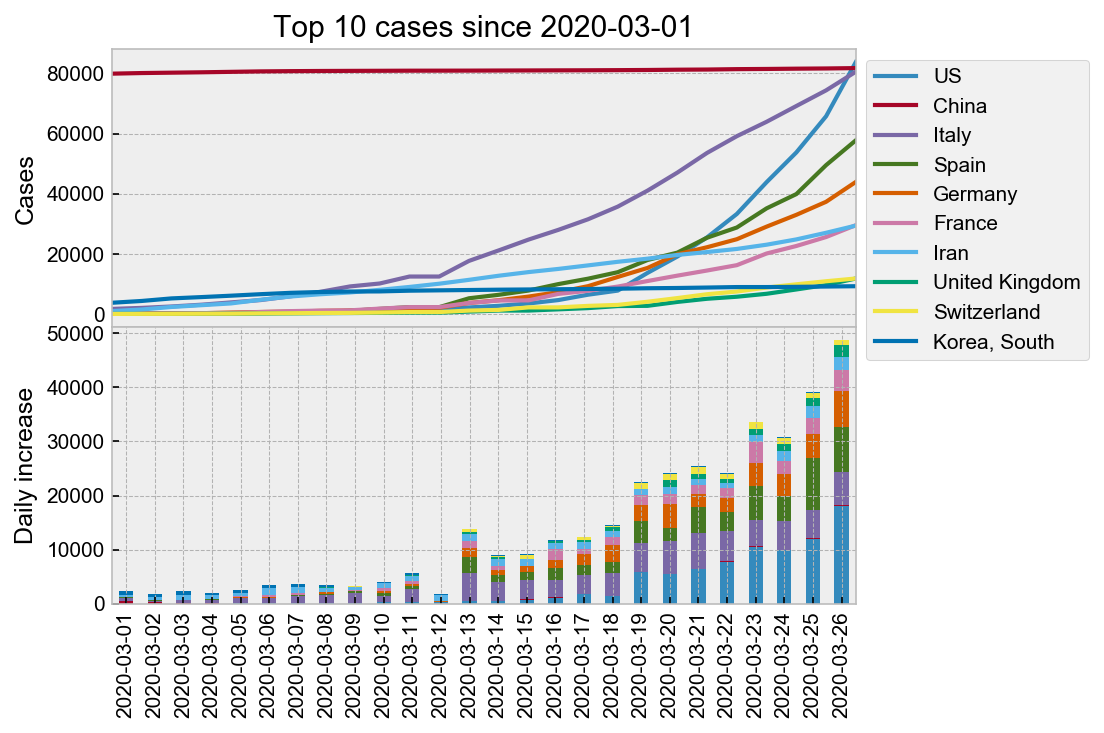 Top 10 cases since 2020-03-01
Cases
80000
60000
40000
20000
0
US
China
Italy
Spain
Germany
France
Iran
United Kingdom
Switzerland
Korea, South
Daily increase
50000
40000
30000
20000
10000
0
2020-03-01
2020-03-02
2020-03-03
2020-03-04
2020-03-05
2020-03-06
2020-03-07
2020-03-08
2020-03-09
2020-03-10
2020-03-11
2020-03-12
2020-03-13
2020-03-14
2020-03-15
2020-03-16
2020-03-17
2020-03-18
2020-03-19
2020-03-20
2020-03-21
2020-03-22
2020-03-23
2020-03-24
2020-03-25
2020-03-26